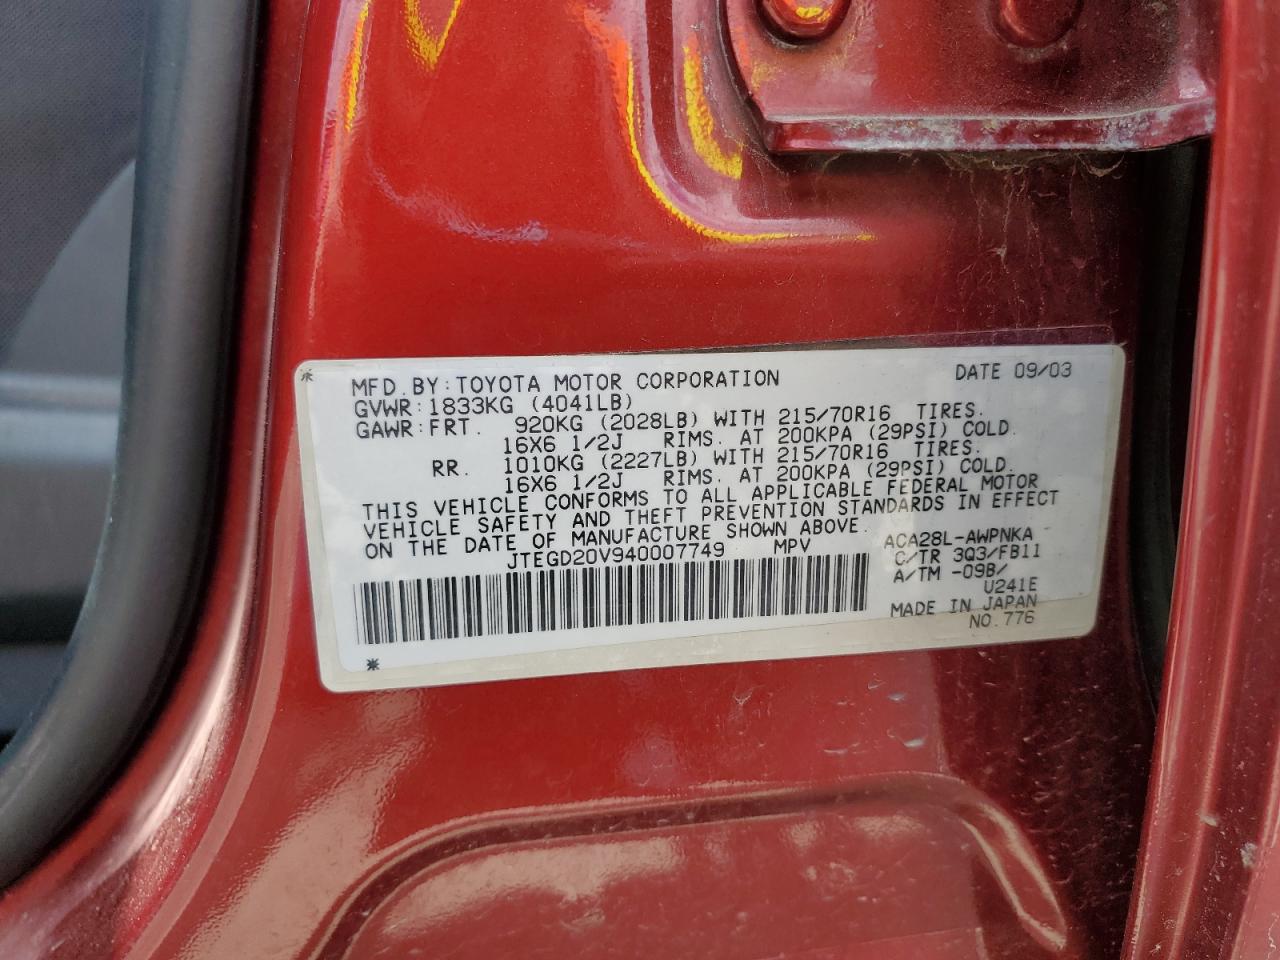 MFD. BY: TOYOTA MOTOR CORPORATION DATE 09/03
GVWR: 1833KG (4041LB)
GAWR: FRT. 920KG (2028LB) WITH 215/70R16 TIRES.
16X6 1/2J RIMS. AT 200KPA (29PSI) COLD.
RR. 1010KG (2227LB) WITH 215/70R16 TIRES.
16X6 1/2J RIMS. AT 200KPA (29PSI) COLD.
THIS VEHICLE CONFORMS TO ALL APPLICABLE FEDERAL MOTOR
VEHICLE SAFETY AND THEFT PREVENTION STANDARDS IN EFFECT
ON THE DATE OF MANUFACTURE SHOWN ABOVE.
JTEGD20V940007749 MPV
ACA28L-AWPNKA
C/TR 3Q3/FB11
A/TM -09B/
U241E
MADE IN JAPAN
NO. 776